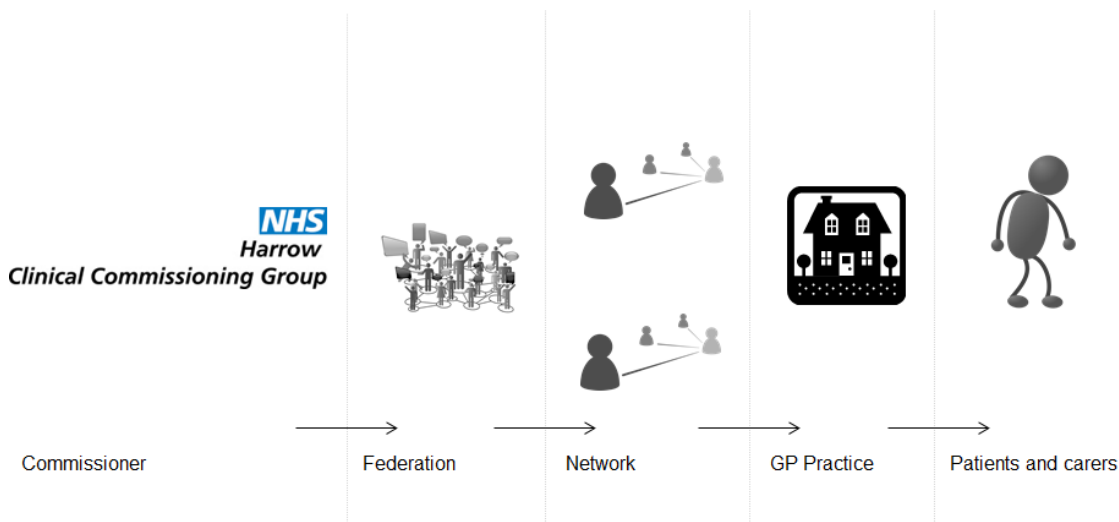 NHS
Harrow
Clinical Commissioning Group
Commissioner
Federation
Network
GP Practice
Patients and carers